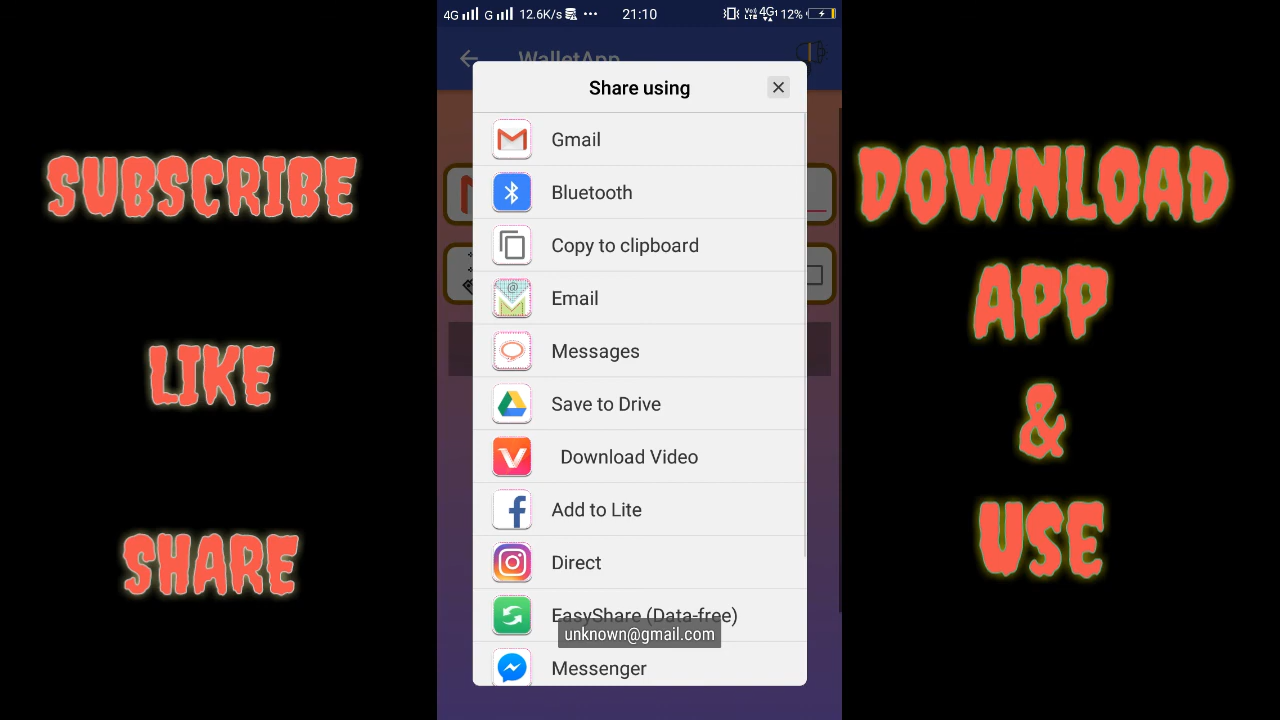 SUBSCRIBE
LIKE
SHARE
4G G 12.6K/s ... 21:10 VoLTE 4G 12%
WalletApp
Share using
Gmail
Bluetooth
Copy to clipboard
Email
Messages
Save to Drive
Download Video
Add to Lite
Direct
EasyShare (Data-free)
unknown@gmail.com
Messenger
DOWNLOAD
APP
&
USE